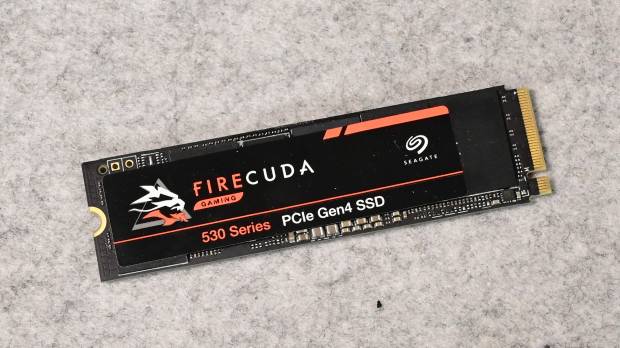 SEAGATE
FIRECUDA
GAMING
530 Series PCIe Gen4 SSD